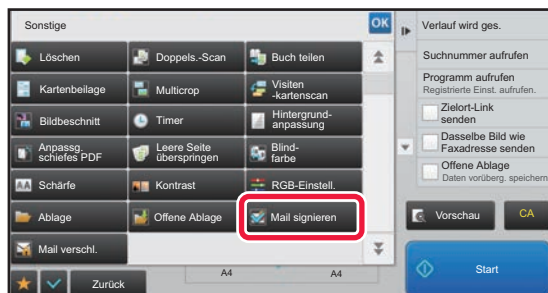 Sonstige
OK
Löschen
Doppels.-Scan
Buch teilen
Kartenbeilage
Multicrop
Visiten
-kartenscan
Bildbeschnitt
Timer
Hintergrund-
anpassung
Anpassg.
schiefes PDF
Leere Seite
überspringen
Blind-
farbe
AA
Schärfe
Kontrast
RGB-Einstell.
Ablage
Offene Ablage
Mail signieren
Mail verschl.
Zurück
A4
A4
Verlauf wird ges.
Suchnummer aufrufen
Programm aufrufen
Registrierte Einst. aufrufen.
Zielort-Link
senden
Dasselbe Bild wie
Faxadresse senden
Offene Ablage
Daten vorüberg. speichern
Vorschau
CA
Start